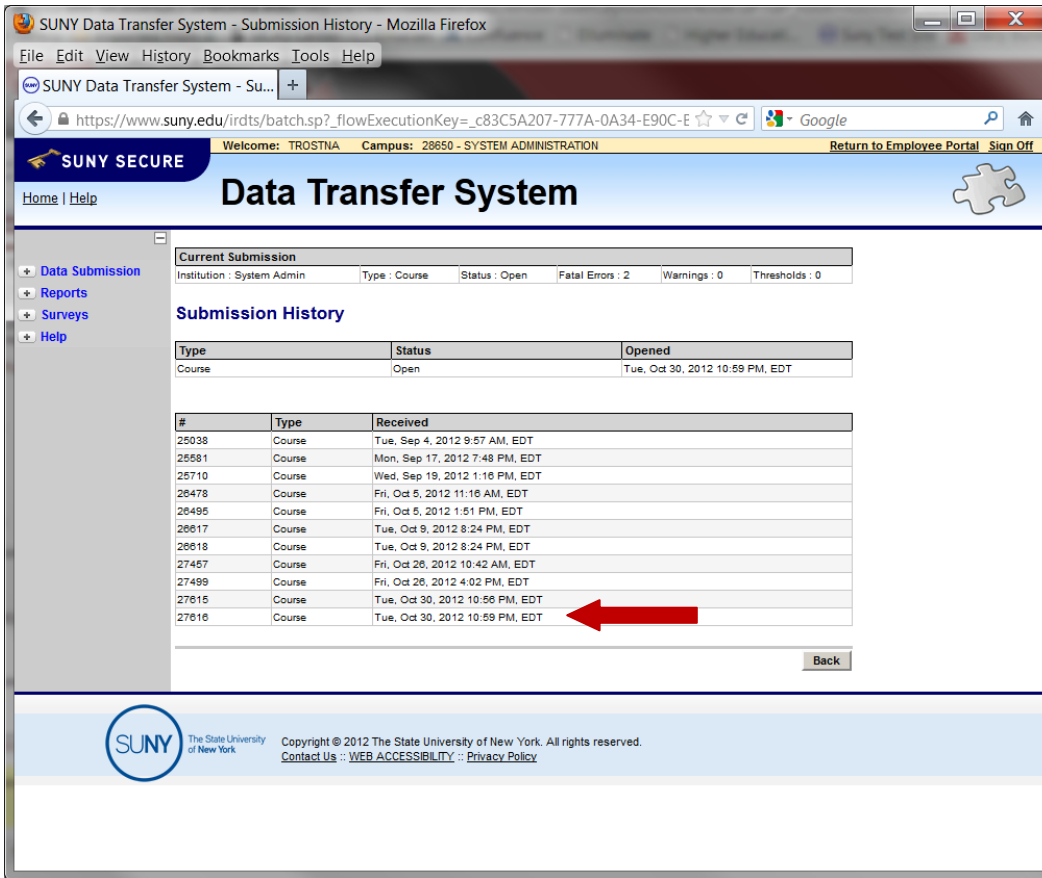 SUNY Data Transfer System - Submission History - Mozilla Firefox
File Edit View History Bookmarks Tools Help
SUNY Data Transfer System - Su... +
https://www.suny.edu/irdts/batch.sp?_flowExecutionKey=_c83C5A207-777A-0A34-E90C-E Google
Welcome: TROSTNA Campus: 28650 - SYSTEM ADMINISTRATION Return to Employee Portal Sign Off
SUNY SECURE
Home | Help
Data Transfer System
Data Submission
Reports
Surveys
Help
Current Submission
Institution : System Admin Type : Course Status : Open Fatal Errors : 2 Warnings : 0 Thresholds : 0
Submission History
Type Status Opened
Course Open Tue, Oct 30, 2012 10:59 PM, EDT
# Type Received
25038 Course Tue, Sep 4, 2012 9:57 AM, EDT
25581 Course Mon, Sep 17, 2012 7:48 PM, EDT
25710 Course Wed, Sep 19, 2012 1:16 PM, EDT
26478 Course Fri, Oct 5, 2012 11:16 AM, EDT
26495 Course Fri, Oct 5, 2012 1:51 PM, EDT
26617 Course Tue, Oct 9, 2012 8:24 PM, EDT
26618 Course Tue, Oct 9, 2012 8:24 PM, EDT
27457 Course Fri, Oct 26, 2012 10:42 AM, EDT
27499 Course Fri, Oct 26, 2012 4:02 PM, EDT
27615 Course Tue, Oct 30, 2012 10:56 PM, EDT
27616 Course Tue, Oct 30, 2012 10:59 PM, EDT
Back
SUNY
The State University
of New York
Copyright © 2012 The State University of New York. All rights reserved.
Contact Us :: WEB ACCESSIBILITY :: Privacy Policy